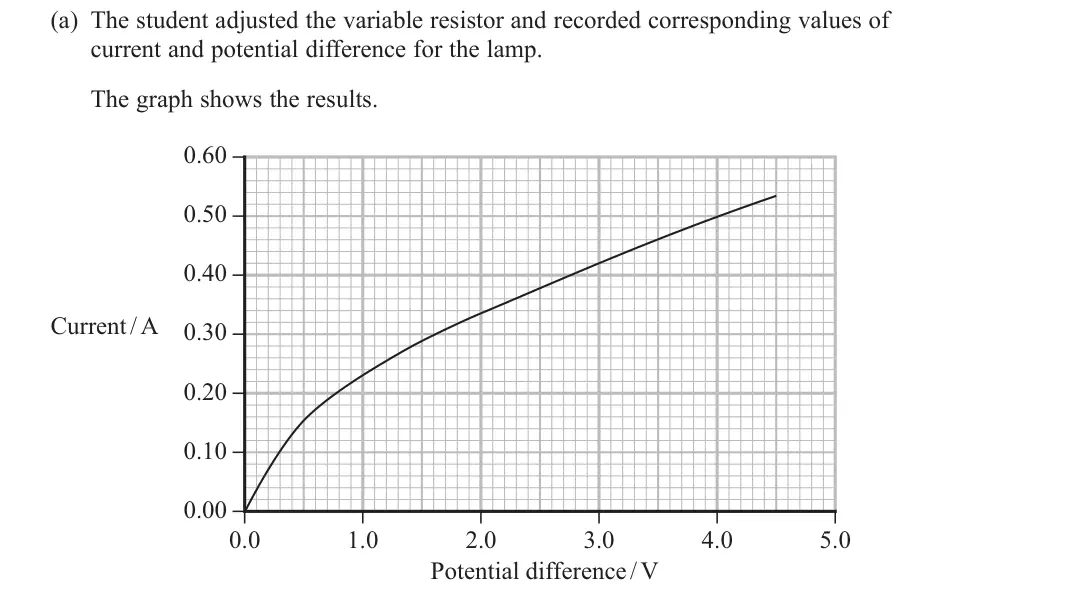 (a) The student adjusted the variable resistor and recorded corresponding values of
current and potential difference for the lamp.
The graph shows the results.
0.60
0.50
0.40
Current / A 0.30
0.20
0.10
0.00
0.0 1.0 2.0 3.0 4.0 5.0
Potential difference / V